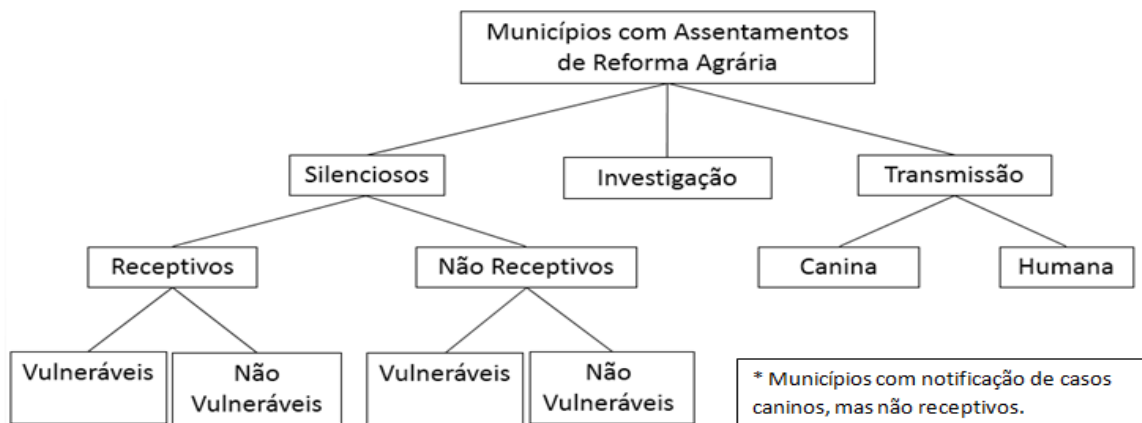 Municípios com Assentamentos
de Reforma Agrária
Silenciosos
Investigação
Transmissão
Receptivos
Não Receptivos
Canina
Humana
Vulneráveis
Não
Vulneráveis
Vulneráveis
Não
Vulneráveis
* Municípios com notificação de casos
caninos, mas não receptivos.